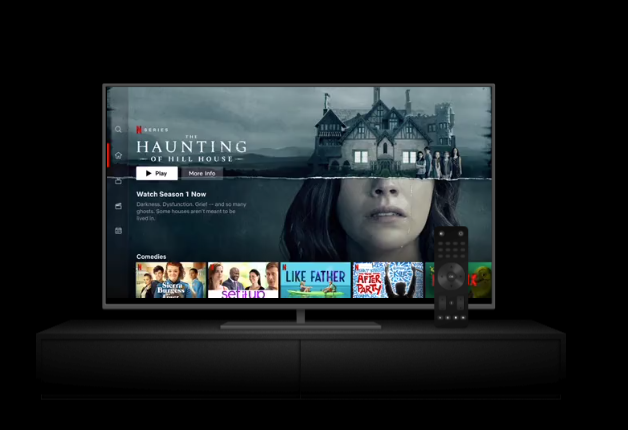 N SERIES
THE
HAUNTING
OF HILL HOUSE
Play
More Info
Watch Season 1 Now
Darkness. Dysfunction. Grief — and so many
ghosts. Some houses aren't meant to be
lived in.
Comedies
Sierra
Burgess
set it up
LIKE FATHER
THE
AFTER
PARTY